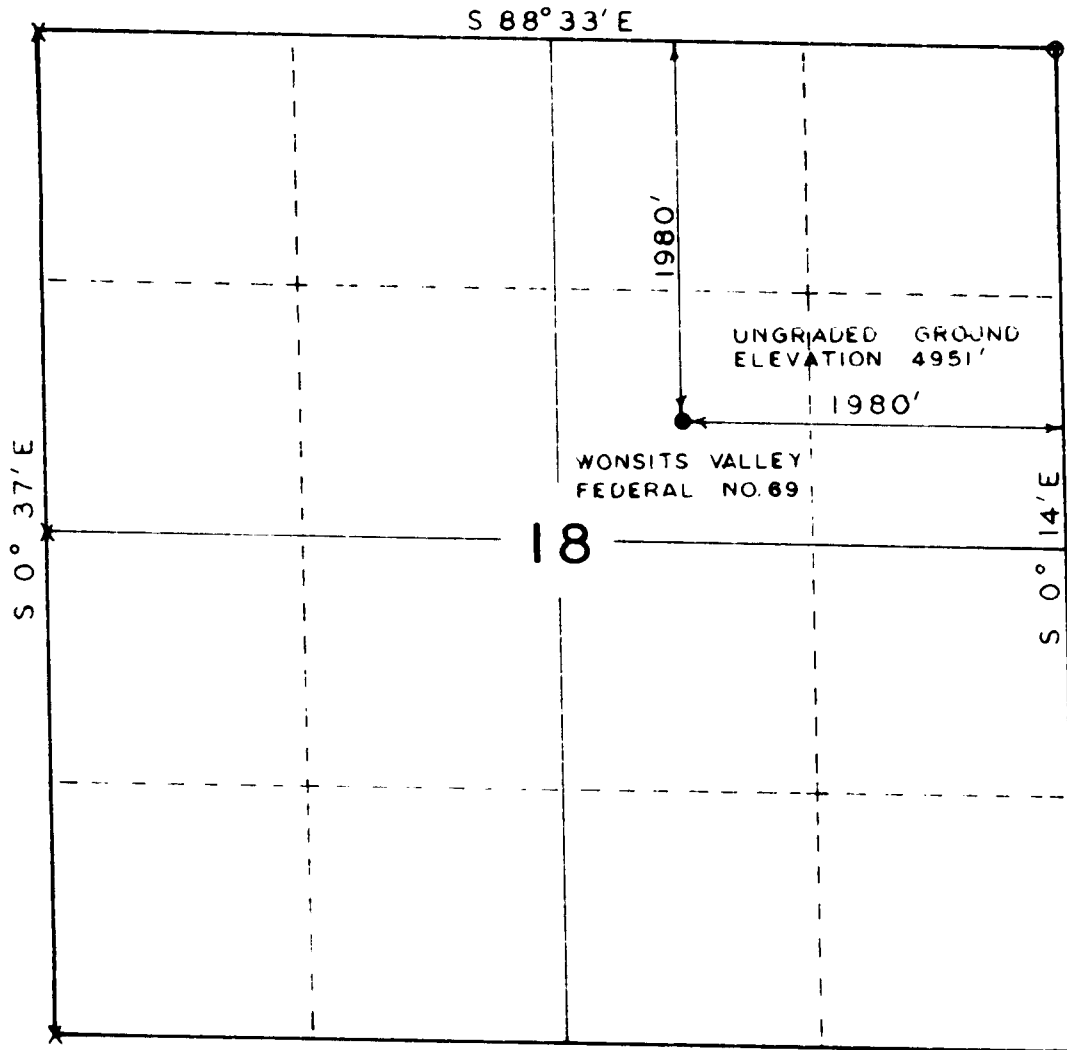 S 88° 33' E
1980'
UNGRADED GROUND
ELEVATION 4951'
1980'
WONSITS VALLEY
FEDERAL NO. 69
S 0° 37' E
18
S 0° 14' E